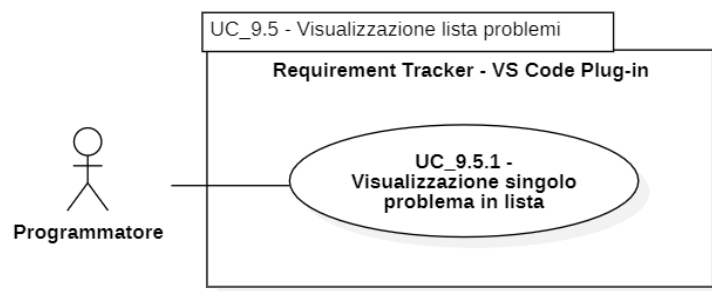 UC_9.5 - Visualizzazione lista problemi
Requirement Tracker - VS Code Plug-in
UC_9.5.1 -
Visualizzazione singolo
problema in lista
Programmatore